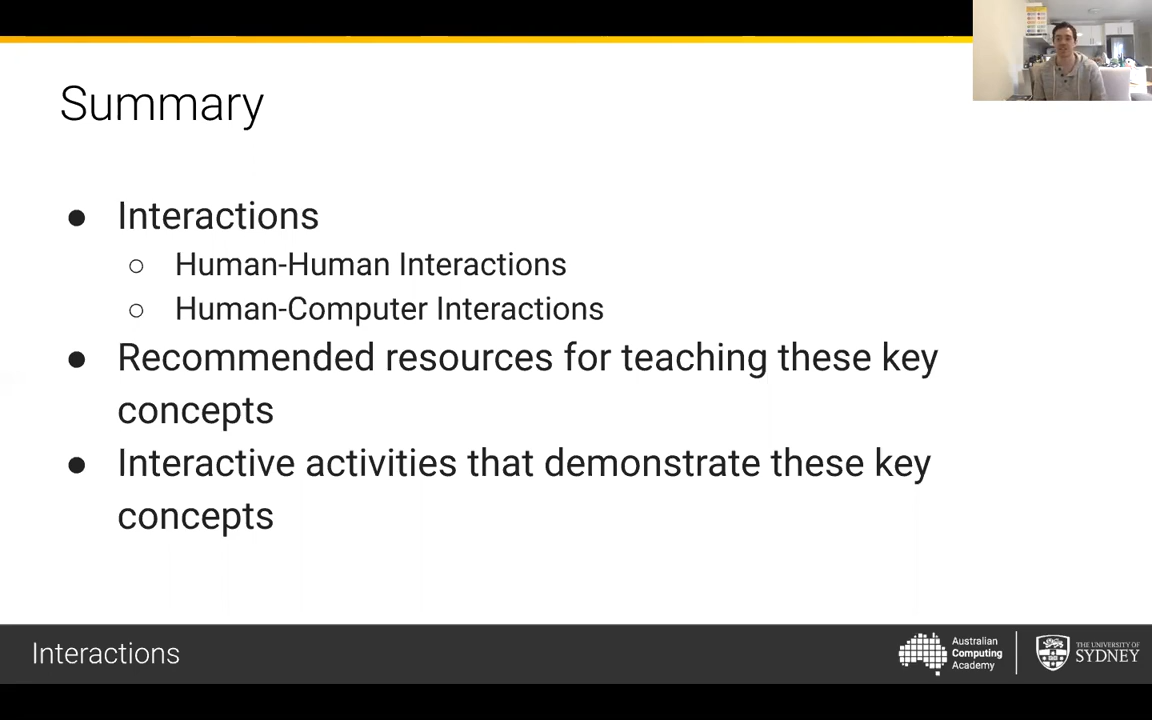 Summary
● Interactions
○ Human-Human Interactions
○ Human-Computer Interactions
● Recommended resources for teaching these key
concepts
● Interactive activities that demonstrate these key
concepts
Interactions
Australian
Computing
Academy
THE UNIVERSITY OF
SYDNEY